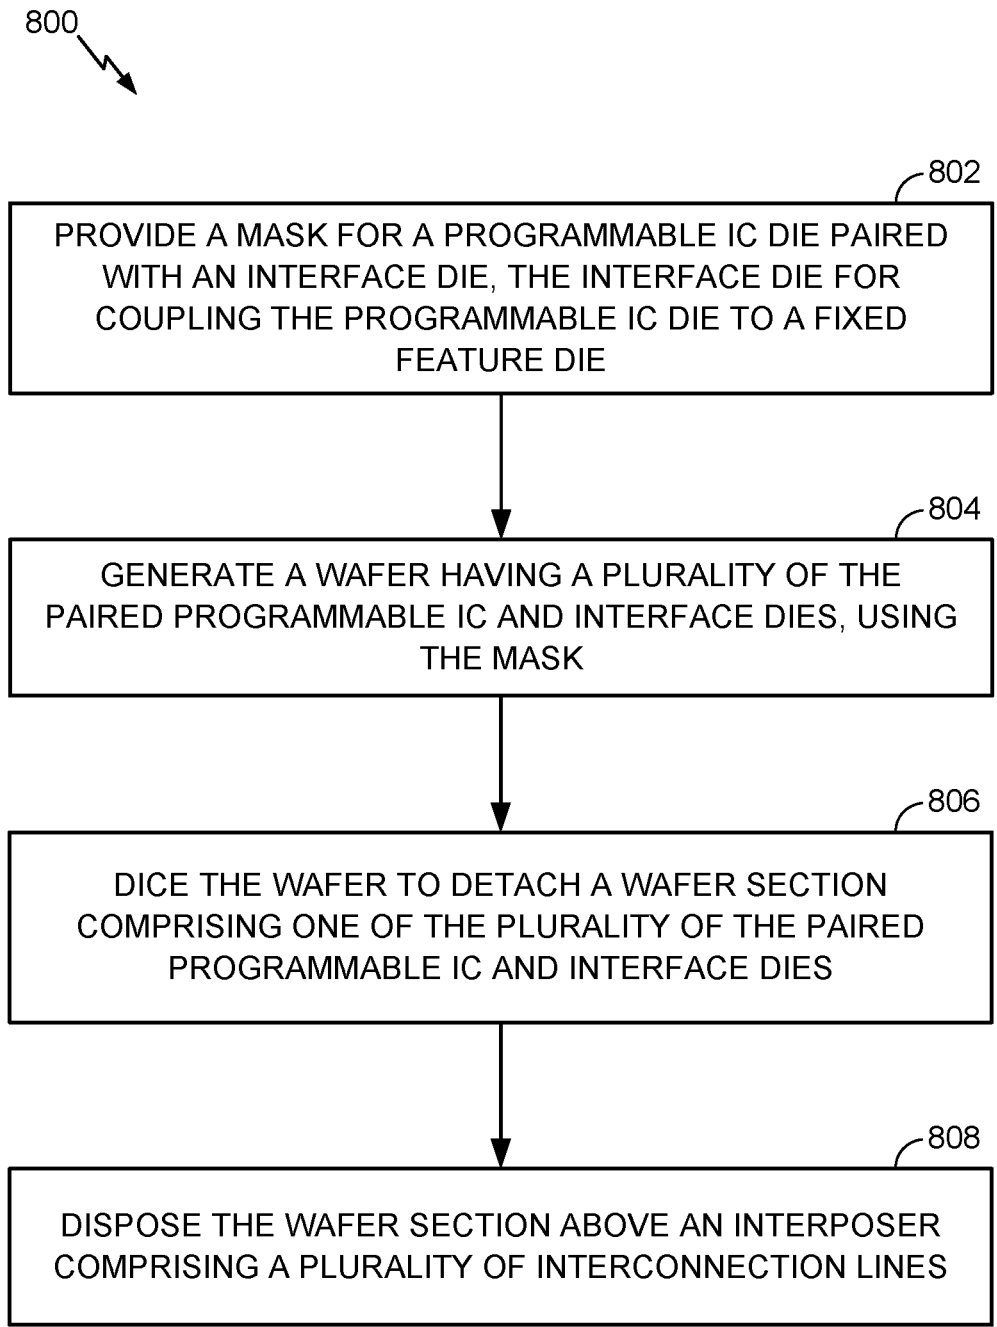 800
802
PROVIDE A MASK FOR A PROGRAMMABLE IC DIE PAIRED
WITH AN INTERFACE DIE, THE INTERFACE DIE FOR
COUPLING THE PROGRAMMABLE IC DIE TO A FIXED
FEATURE DIE
804
GENERATE A WAFER HAVING A PLURALITY OF THE
PAIRED PROGRAMMABLE IC AND INTERFACE DIES, USING
THE MASK
806
DICE THE WAFER TO DETACH A WAFER SECTION
COMPRISING ONE OF THE PLURALITY OF THE PAIRED
PROGRAMMABLE IC AND INTERFACE DIES
808
DISPOSE THE WAFER SECTION ABOVE AN INTERPOSER
COMPRISING A PLURALITY OF INTERCONNECTION LINES